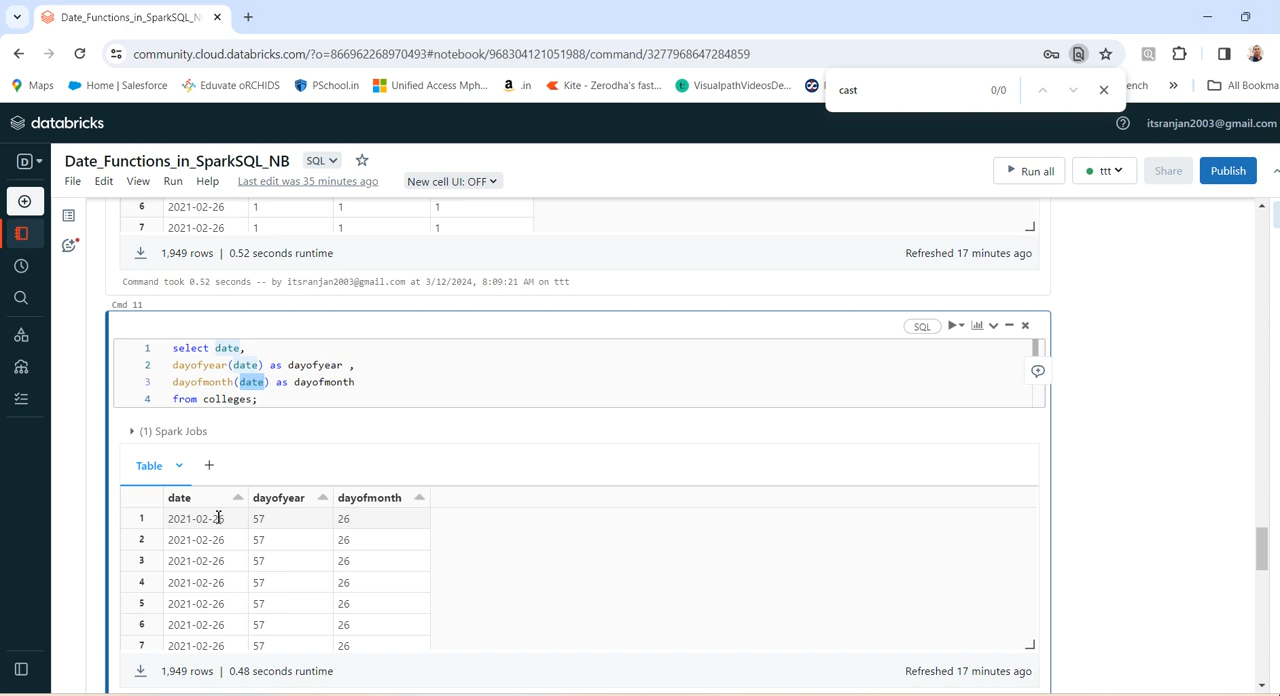 Date_Functions_in_SparkSQL_N
community.cloud.databricks.com/?o=866962268970493#notebook/968304121051988/command/3277968647284859
Maps Home | Salesforce Eduvate oRCHIDS PSchool.in Unified Access Mph... .in Kite - Zerodha's fast... VisualpathVideosDe... ench » All Bookma
cast 0/0
databricks itsranjan2003@gmail.com
D Date_Functions_in_SparkSQL_NB SQL
File Edit View Run Help Last edit was 35 minutes ago New cell UI: OFF Run all ttt Share Publish
6 2021-02-26 1 1 1
7 2021-02-26 1 1 1
1,949 rows | 0.52 seconds runtime Refreshed 17 minutes ago
Command took 0.52 seconds -- by itsranjan2003@gmail.com at 3/12/2024, 8:09:21 AM on ttt
Cmd 11
SQL
1 select date,
2 dayofyear(date) as dayofyear ,
3 dayofmonth(date) as dayofmonth
4 from colleges;
(1) Spark Jobs
Table +
date dayofyear dayofmonth
1 2021-02-26 57 26
2 2021-02-26 57 26
3 2021-02-26 57 26
4 2021-02-26 57 26
5 2021-02-26 57 26
6 2021-02-26 57 26
7 2021-02-26 57 26
1,949 rows | 0.48 seconds runtime Refreshed 17 minutes ago